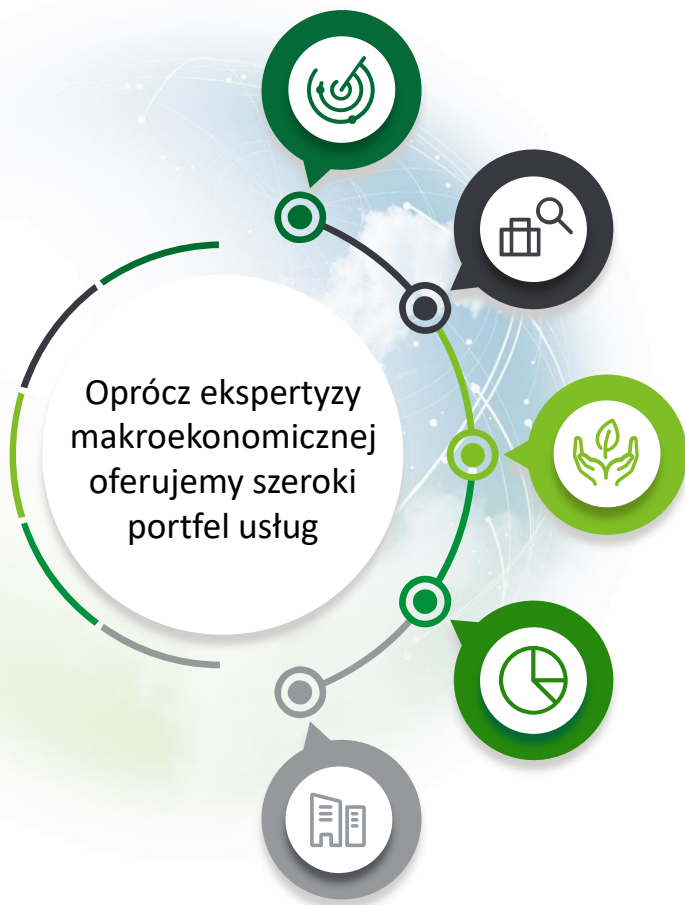 Oprócz ekspertyzy
makroekonomicznej
oferujemy szeroki
portfel usług